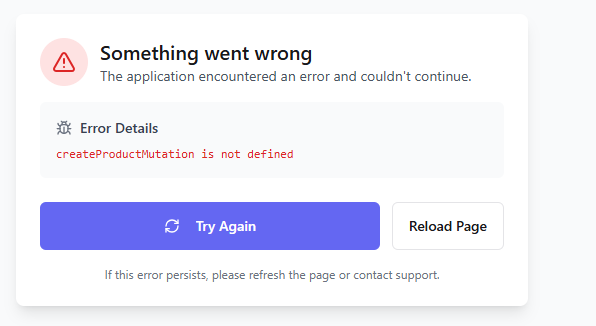 Something went wrong
The application encountered an error and couldn't continue.
Error Details
createProductMutation is not defined
Try Again
Reload Page
If this error persists, please refresh the page or contact support.